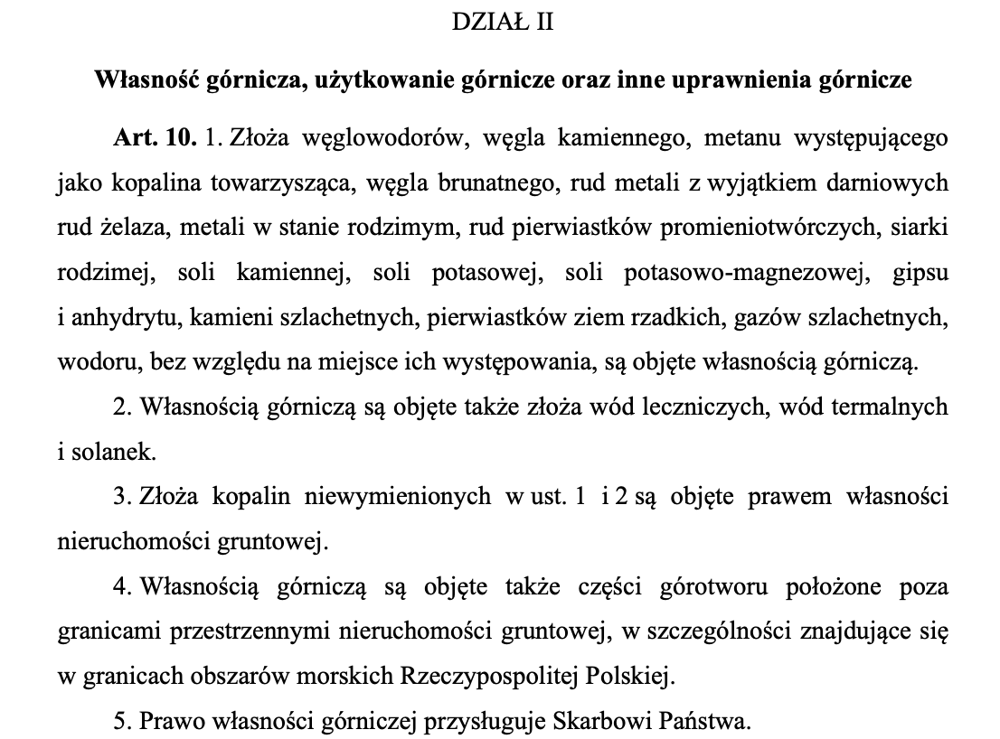 DZIAŁ II
Własność górnicza, użytkowanie górnicze oraz inne uprawnienia górnicze
Art. 10. 1. Złoża węglowodorów, węgla kamiennego, metanu występującego
jako kopalina towarzysząca, węgla brunatnego, rud metali z wyjątkiem darniowych
rud żelaza, metali w stanie rodzimym, rud pierwiastków promieniotwórczych, siarki
rodzimej, soli kamiennej, soli potasowej, soli potasowo-magnezowej, gipsu
i anhydrytu, kamieni szlachetnych, pierwiastków ziem rzadkich, gazów szlachetnych,
wodoru, bez względu na miejsce ich występowania, są objęte własnością górniczą.
2. Własnością górniczą są objęte także złoża wód leczniczych, wód termalnych
i solanek.
3. Złoża kopalin niewymienionych w ust. 1 i 2 są objęte prawem własności
nieruchomości gruntowej.
4. Własnością górniczą są objęte także części górotworu położone poza
granicami przestrzennymi nieruchomości gruntowej, w szczególności znajdujące się
w granicach obszarów morskich Rzeczypospolitej Polskiej.
5. Prawo własności górniczej przysługuje Skarbowi Państwa.